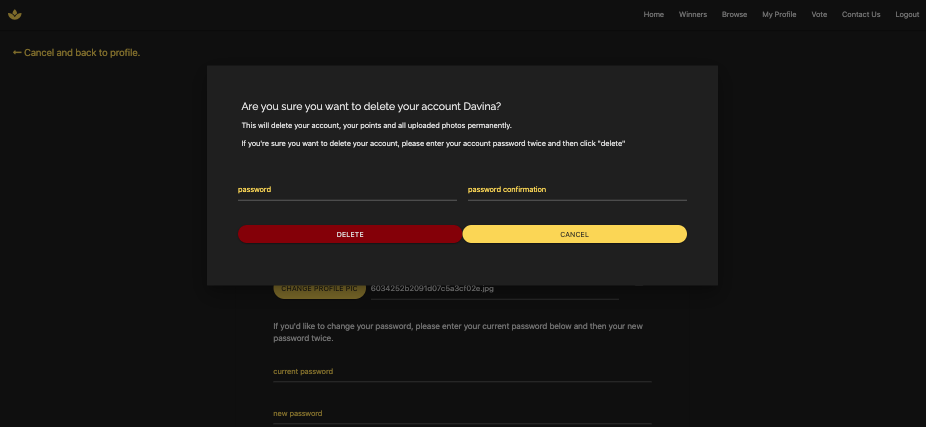 Home Winners Browse My Profile Vote Contact Us Logout
← Cancel and back to profile.
Are you sure you want to delete your account Davina?
This will delete your account, your points and all uploaded photos permanently.
If you're sure you want to delete your account, please enter your account password twice and then click "delete"
password password confirmation
DELETE CANCEL
CHANGE PROFILE PIC 6034252b2091d07c5a3cf02e.jpg
If you'd like to change your password, please enter your current password below and then your new
password twice.
current password
new password